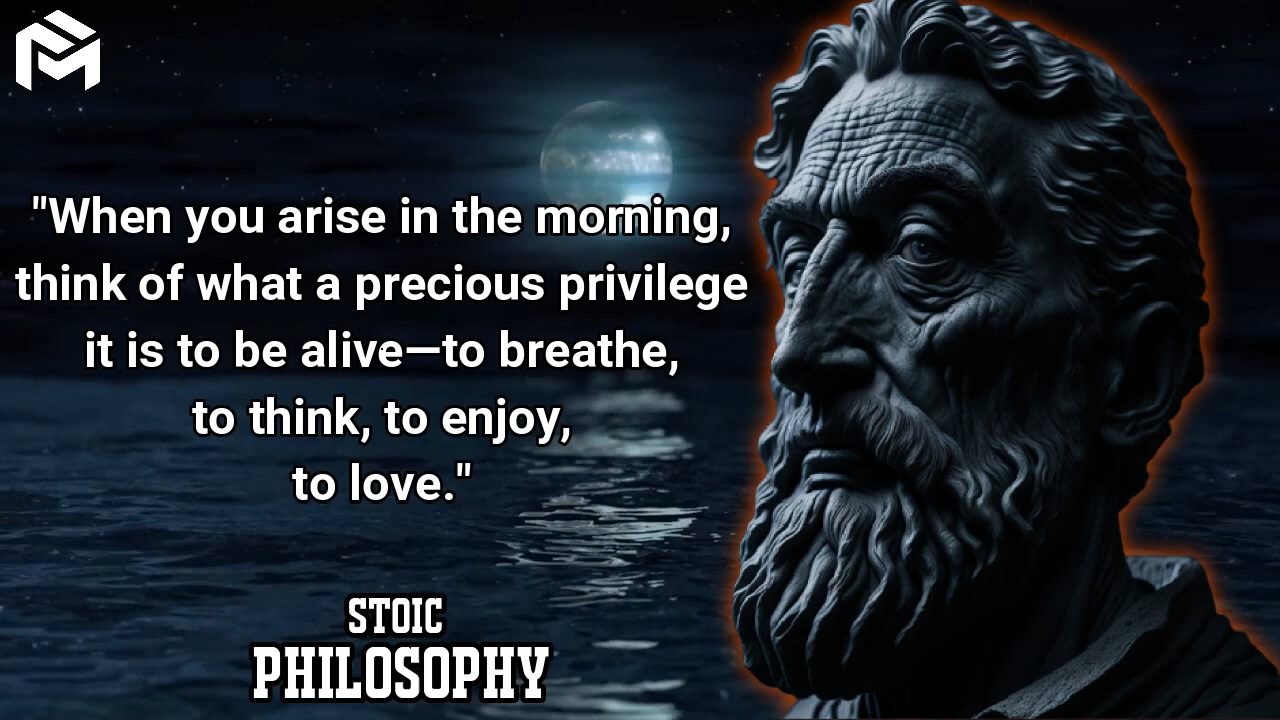 "When you arise in the morning,
think of what a precious privilege
it is to be alive—to breathe,
to think, to enjoy,
to love."
STOIC
PHILOSOPHY